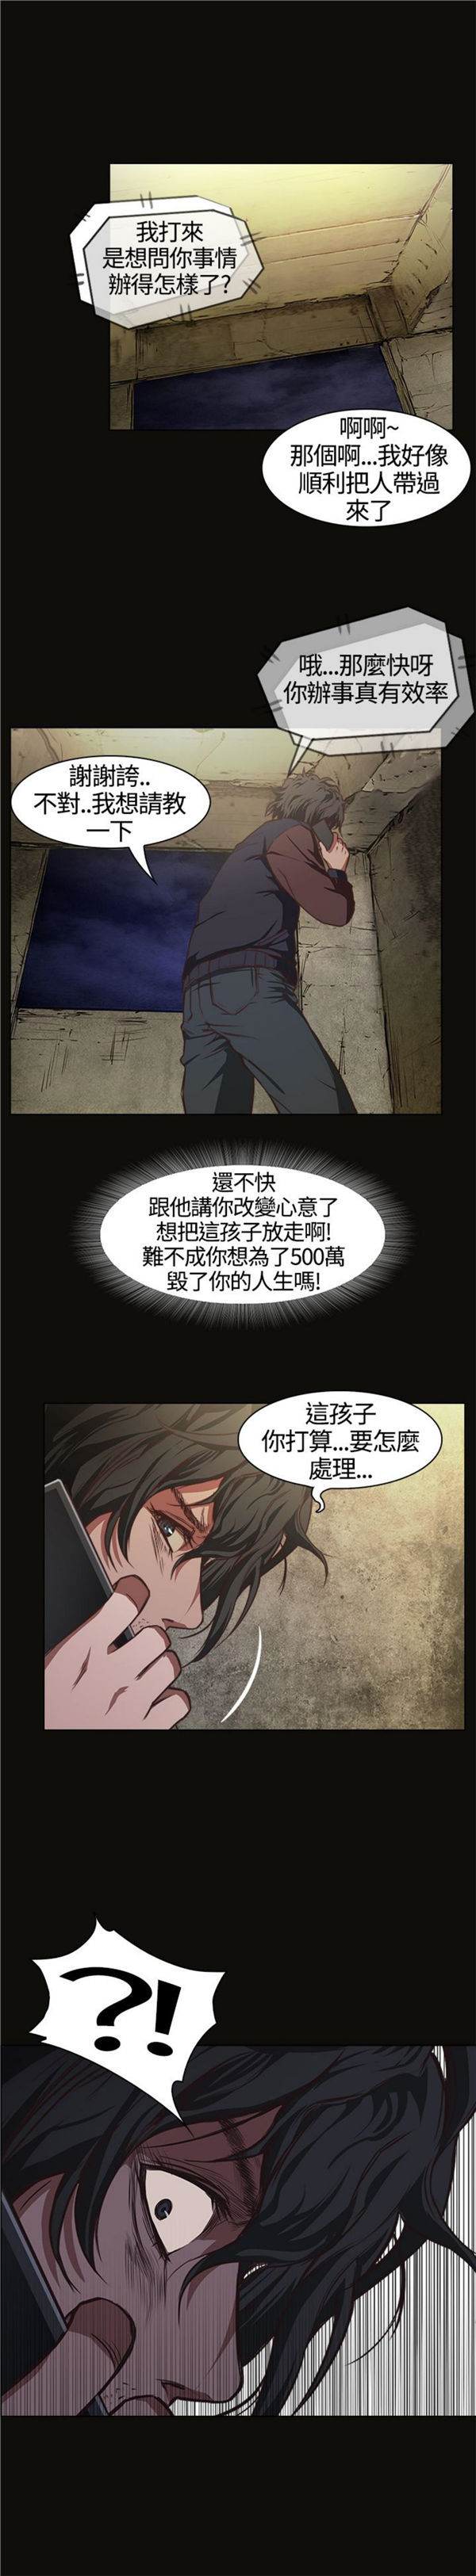 我打來
是想問你事情
辦得怎樣了?
啊啊~
那個啊...我好像
順利把人帶過
來了
哦...那麼快呀
你辦事真有效率
謝謝誇..
不對..我想請教
一下
還不快
跟他講你改變心意了
想把這孩子放走啊!
難不成你想為了500萬
毀了你的人生嗎!
這孩子
你打算...要怎麼
處理...
?!